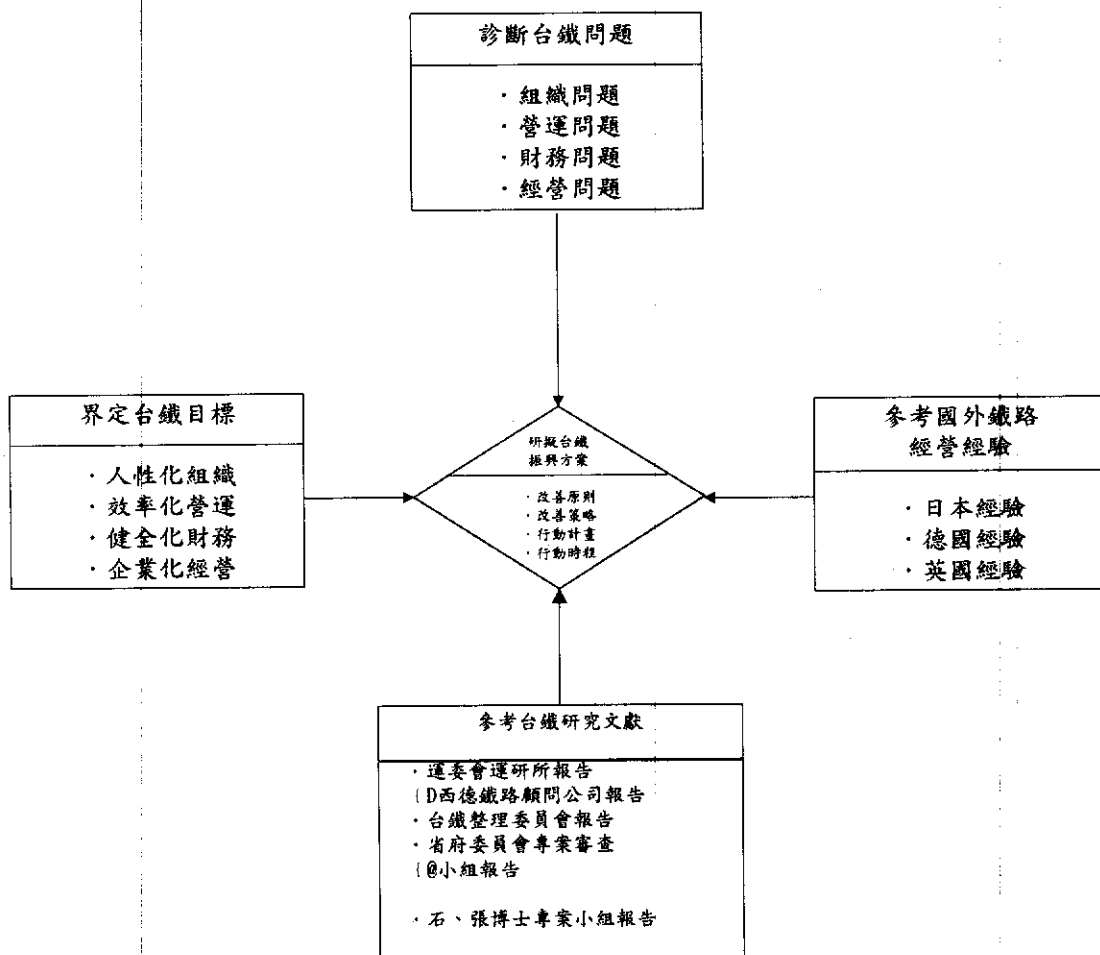 診斷台鐵問題
· 組織問題
· 營運問題
· 財務問題
· 經營問題
界定台鐵目標
· 人性化組織
· 效率化營運
· 健全化財務
· 企業化經營
研擬台鐵
振興方案
· 改善原則
· 改善策略
· 行動計畫
· 行動時程
參考國外鐵路
經營經驗
· 日本經驗
· 德國經驗
· 英國經驗
參考台鐵研究文獻
· 運委會運研所報告
{D西德鐵路顧問公司報告
· 台鐵整理委員會報告
· 省府委員會專案審查
{@小組報告
· 石、張博士專案小組報告